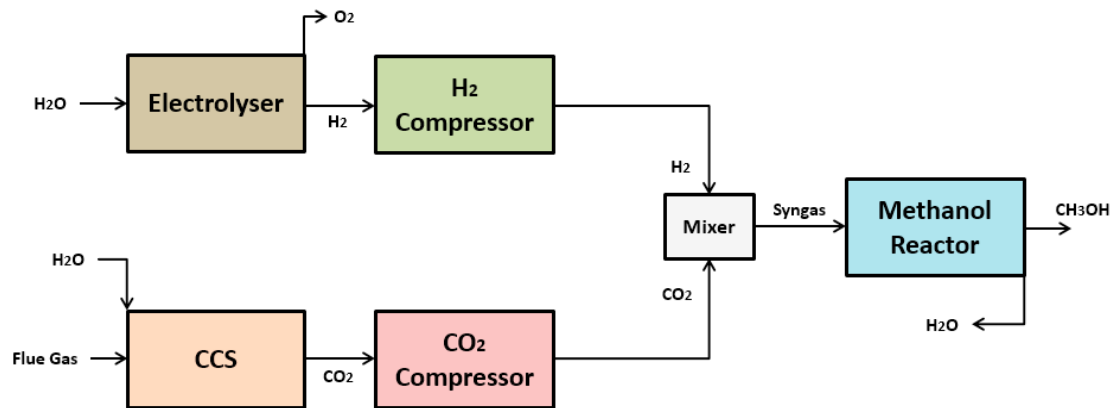 O2
H2O
Electrolyser
H2
H2
Compressor
H2
Syngas
Mixer
Methanol
Reactor
CH3OH
H2O
CO2
H2O
Flue Gas
CCS
CO2
CO2
Compressor